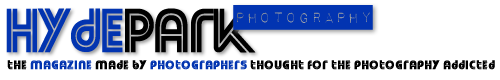 HYdEPARK PHOTOGRAPHY
the MAGAZINE MADE BY PHOTOGRAPHERS THOUGHT FOR THE PHOTOGRAPHY ADDICTED